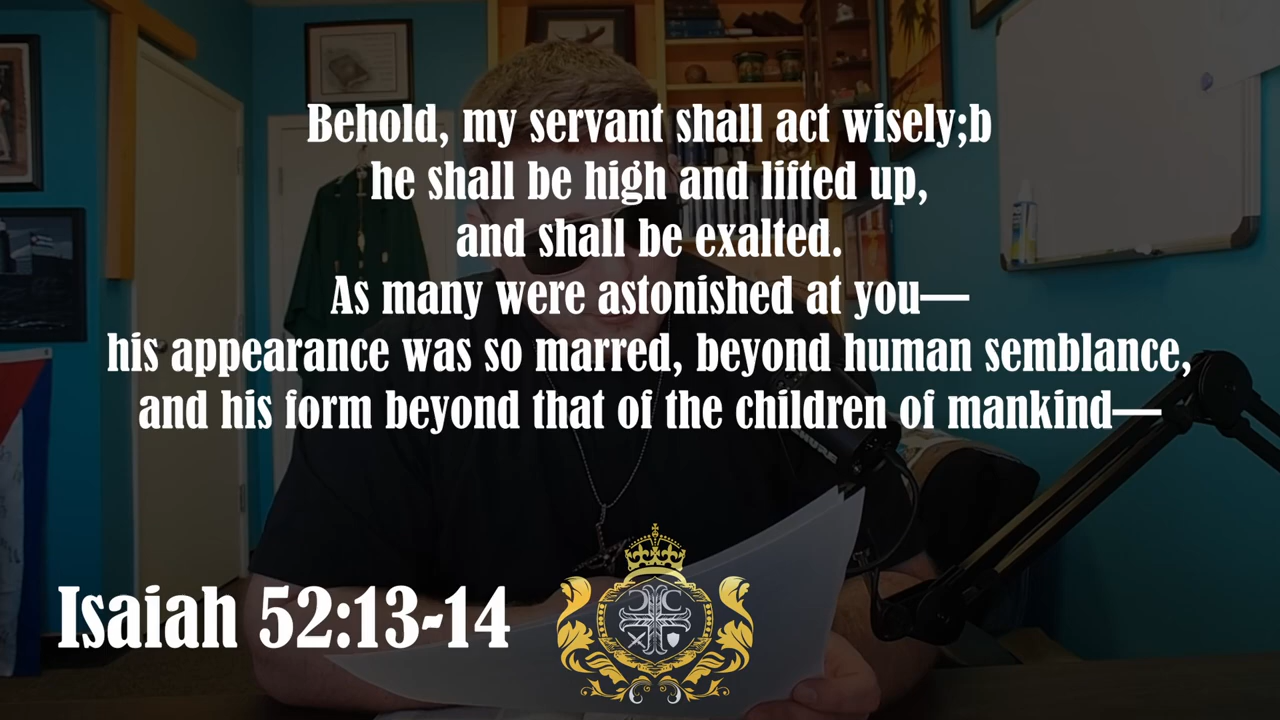 Behold, my servant shall act wisely;b
he shall be high and lifted up,
and shall be exalted.
As many were astonished at you—
his appearance was so marred, beyond human semblance,
and his form beyond that of the children of mankind—
Isaiah 52:13-14